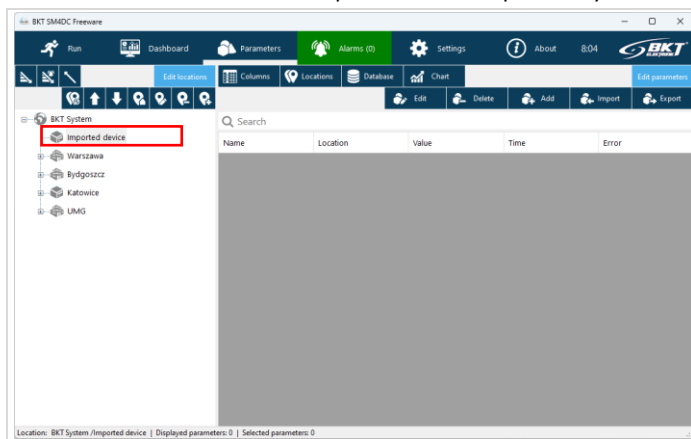 BKT SM4DC Freeware
Run Dashboard Parameters Alarms (0) Settings About 8:04 BKT
Edit locations Columns Locations Database Chart Edit parameters
Edit Delete Add Import Export
BKT System
Imported device
Warszawa
Bydgoszcz
Katowice
UMG
Search
Name Location Value Time Error
Location: BKT System /Imported device | Displayed parameters: 0 | Selected parameters: 0